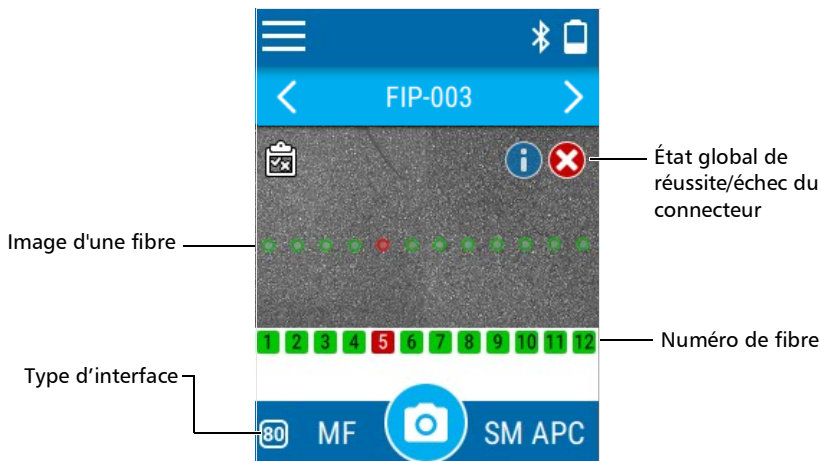 FIP-003
État global de
réussite/échec du
connecteur
Image d'une fibre
1 2 3 4 5 6 7 8 9 10 11 12
Numéro de fibre
Type d’interface
80 MF SM APC